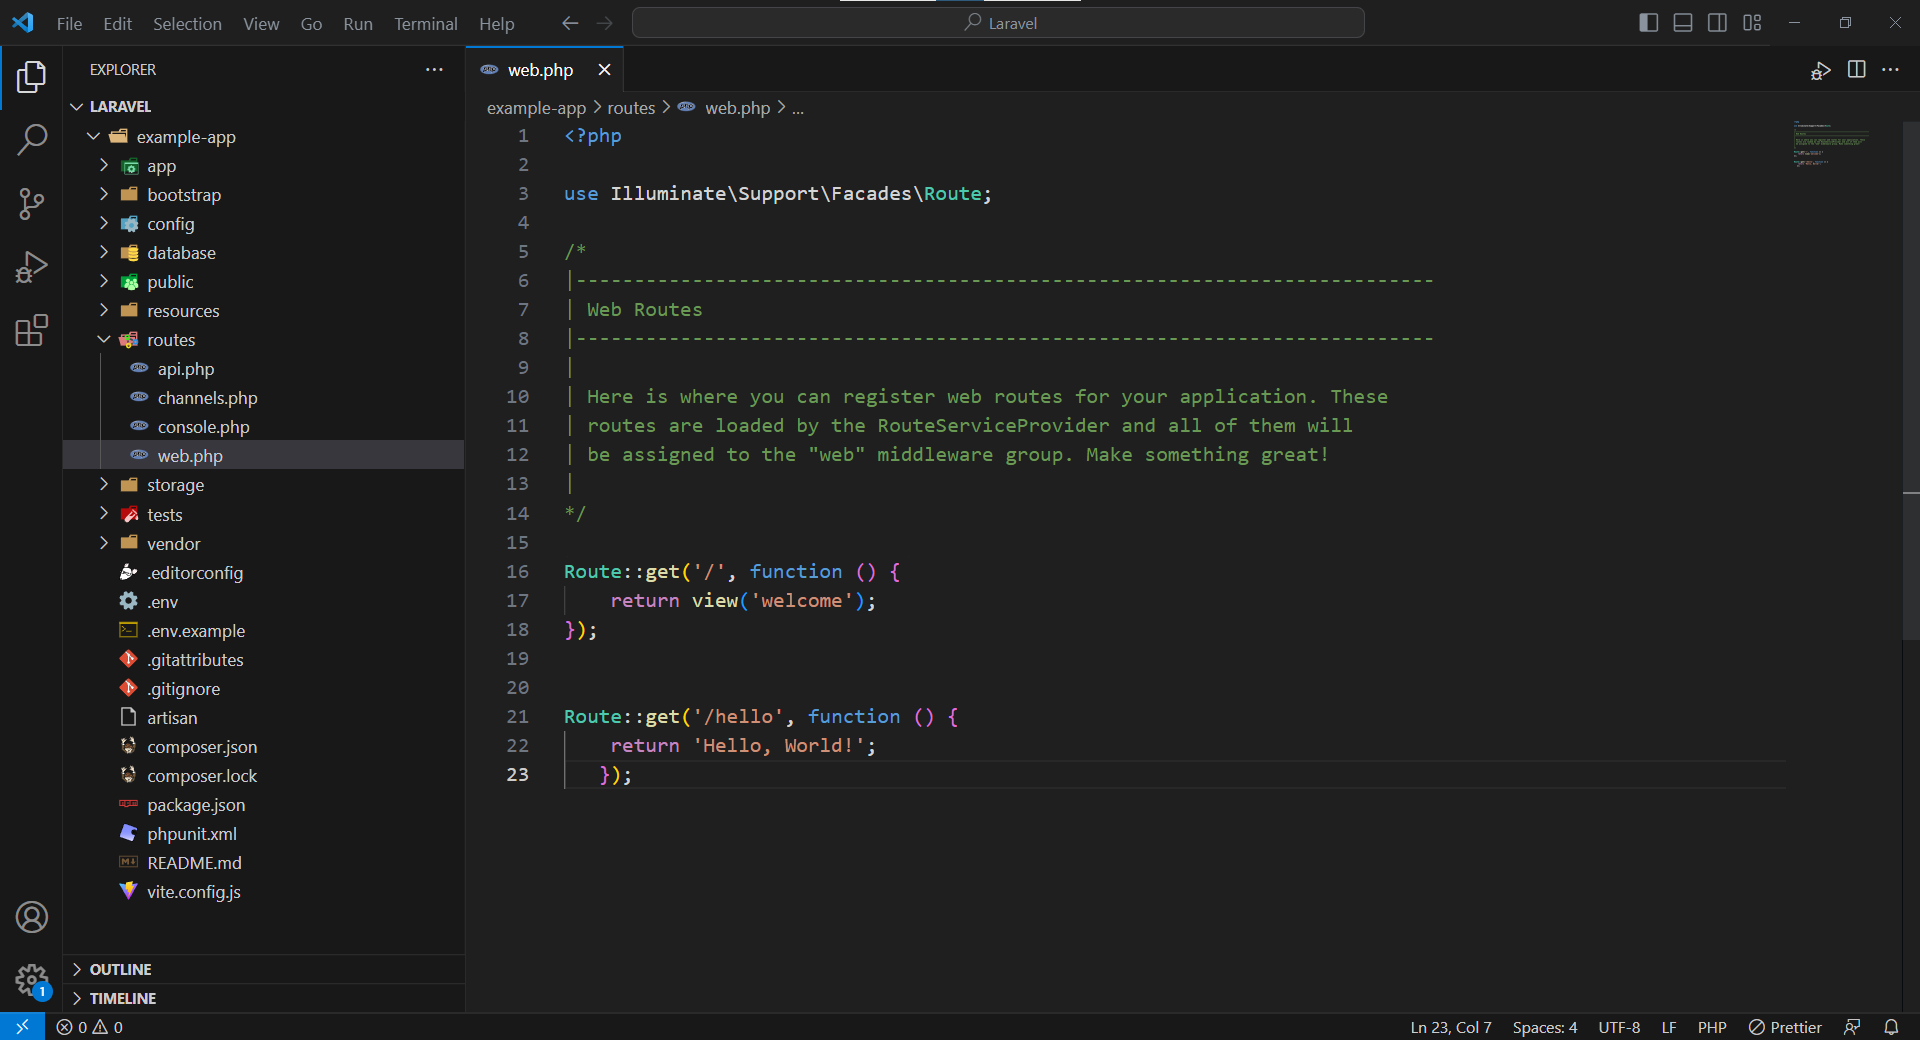 File Edit Selection View Go Run Terminal Help
Laravel
EXPLORER
LARAVEL
example-app
app
bootstrap
config
database
public
resources
routes
api.php
channels.php
console.php
web.php
storage
tests
vendor
.editorconfig
.env
.env.example
.gitattributes
.gitignore
artisan
composer.json
composer.lock
package.json
phpunit.xml
README.md
vite.config.js
OUTLINE
TIMELINE
web.php
example-app > routes > web.php > ...
1 <?php
2
3 use Illuminate\Support\Facades\Route;
4
5 /*
6 |--------------------------------------------------------------------------
7 | Web Routes
8 |--------------------------------------------------------------------------
9 |
10 | Here is where you can register web routes for your application. These
11 | routes are loaded by the RouteServiceProvider and all of them will
12 | be assigned to the "web" middleware group. Make something great!
13 |
14 */
15
16 Route::get('/', function () {
17     return view('welcome');
18 });
19
20
21 Route::get('/hello', function () {
22     return 'Hello, World!';
23    });
1
0 0
Ln 23, Col 7 Spaces: 4 UTF-8 LF PHP Prettier